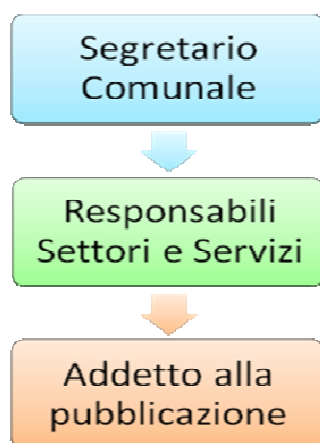 Segretario
Comunale
Responsabili
Settori e Servizi
Addetto alla
pubblicazione